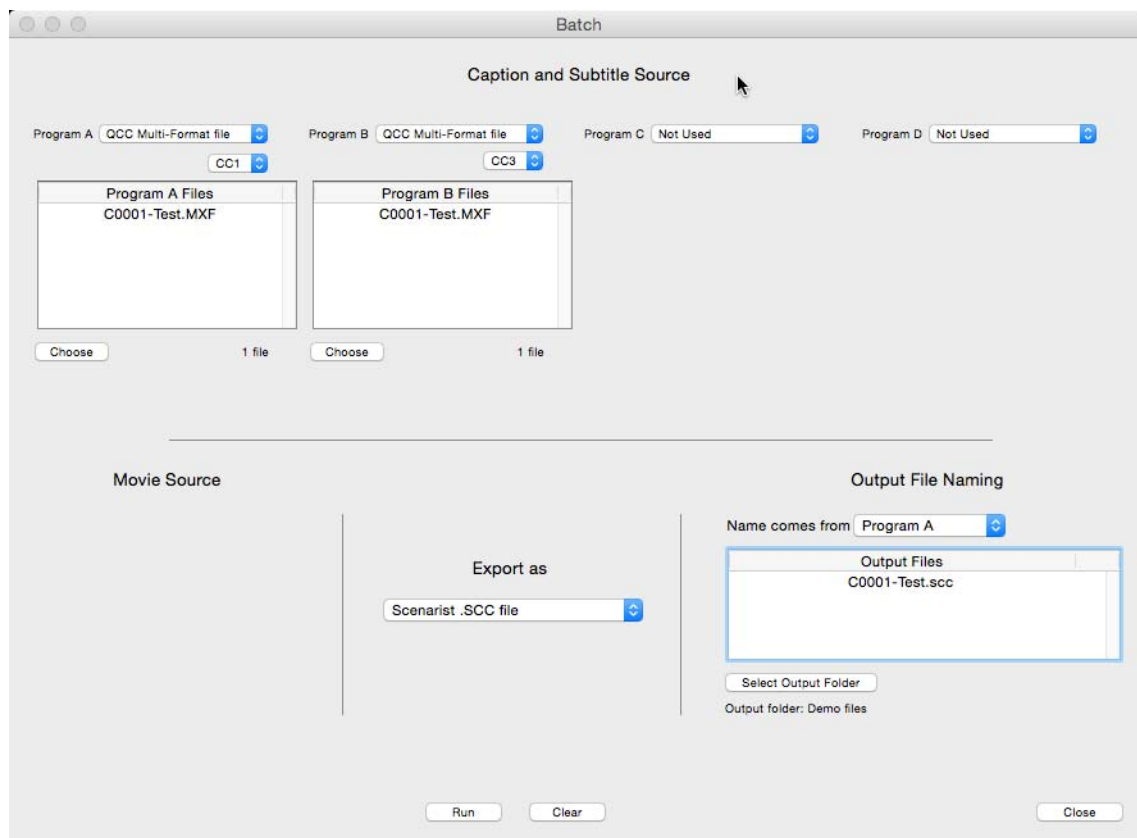 Batch
Caption and Subtitle Source
Program A QCC Multi-Format file
CC1
Program A Files
C0001-Test.MXF
Choose 1 file
Program B QCC Multi-Format file
CC3
Program B Files
C0001-Test.MXF
Choose 1 file
Program C Not Used
Program D Not Used
Movie Source
Export as
Scenarist .SCC file
Output File Naming
Name comes from Program A
Output Files
C0001-Test.scc
Select Output Folder
Output folder: Demo files
Run Clear Close